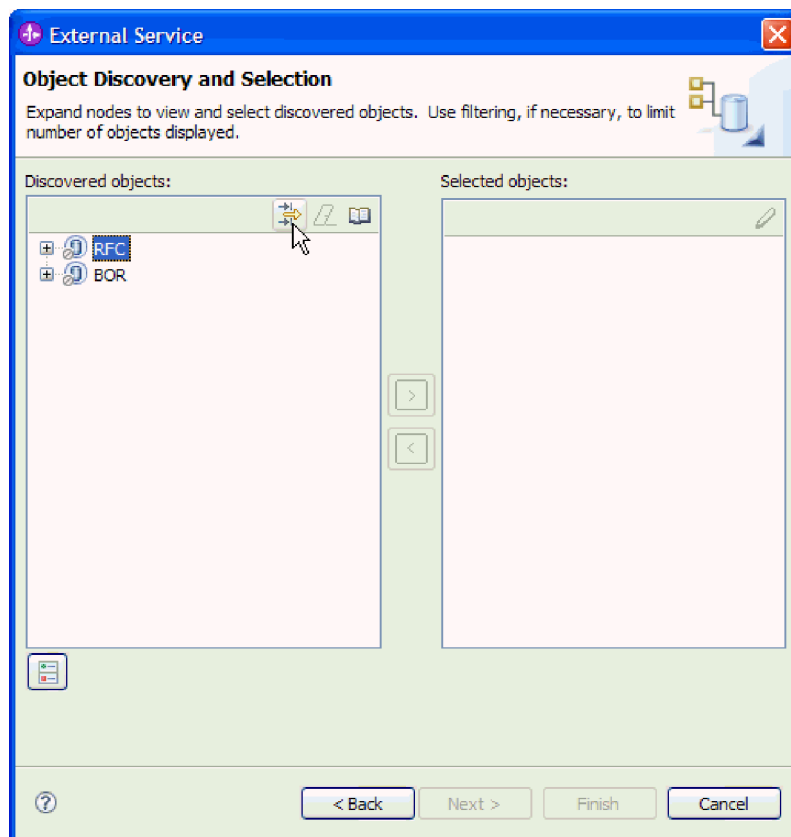 External Service
Object Discovery and Selection
Expand nodes to view and select discovered objects. Use filtering, if necessary, to limit
number of objects displayed.
Discovered objects:
Selected objects:
RFC
BOR
>
<
?
< Back
Next >
Finish
Cancel